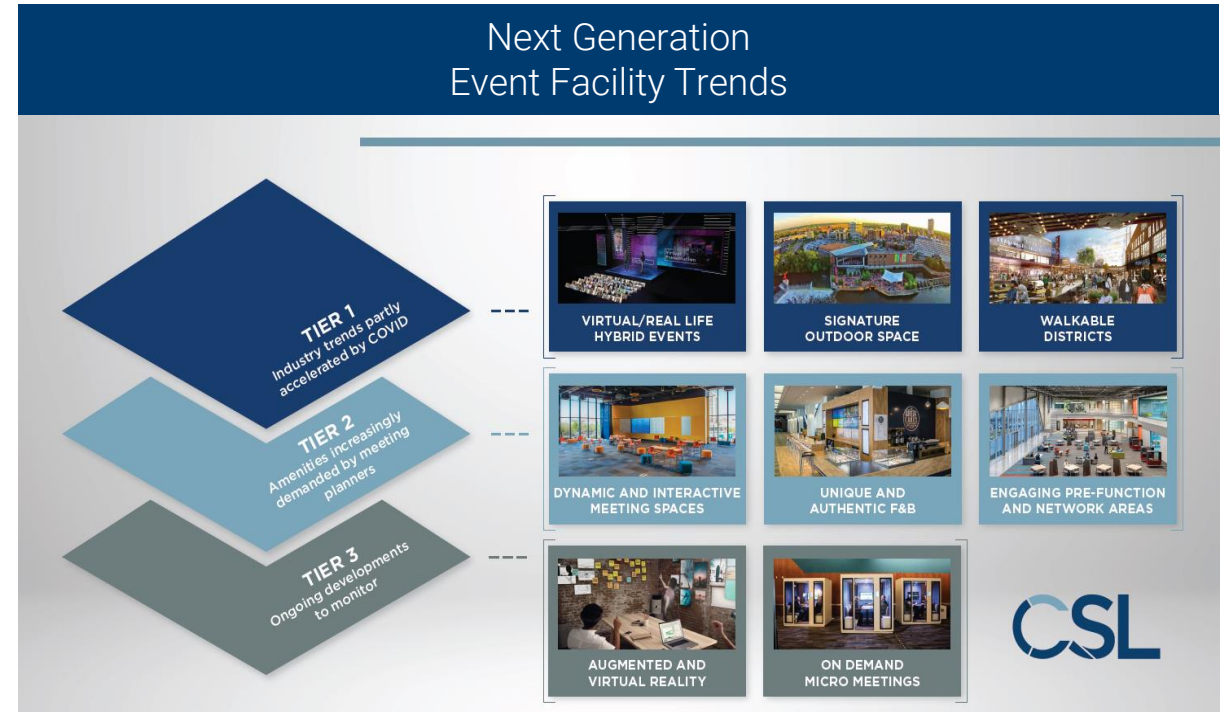 Next Generation
Event Facility Trends
TIER 1
Industry trends partly
accelerated by COVID
VIRTUAL/REAL LIFE
HYBRID EVENTS
SIGNATURE
OUTDOOR SPACE
WALKABLE
DISTRICTS
TIER 2
Amenities increasingly
demanded by meeting
planners
DYNAMIC AND INTERACTIVE
MEETING SPACES
UNIQUE AND
AUTHENTIC F&B
ENGAGING PRE-FUNCTION
AND NETWORK AREAS
TIER 3
Ongoing developments
to monitor
AUGMENTED AND
VIRTUAL REALITY
ON DEMAND
MICRO MEETINGS
CSL